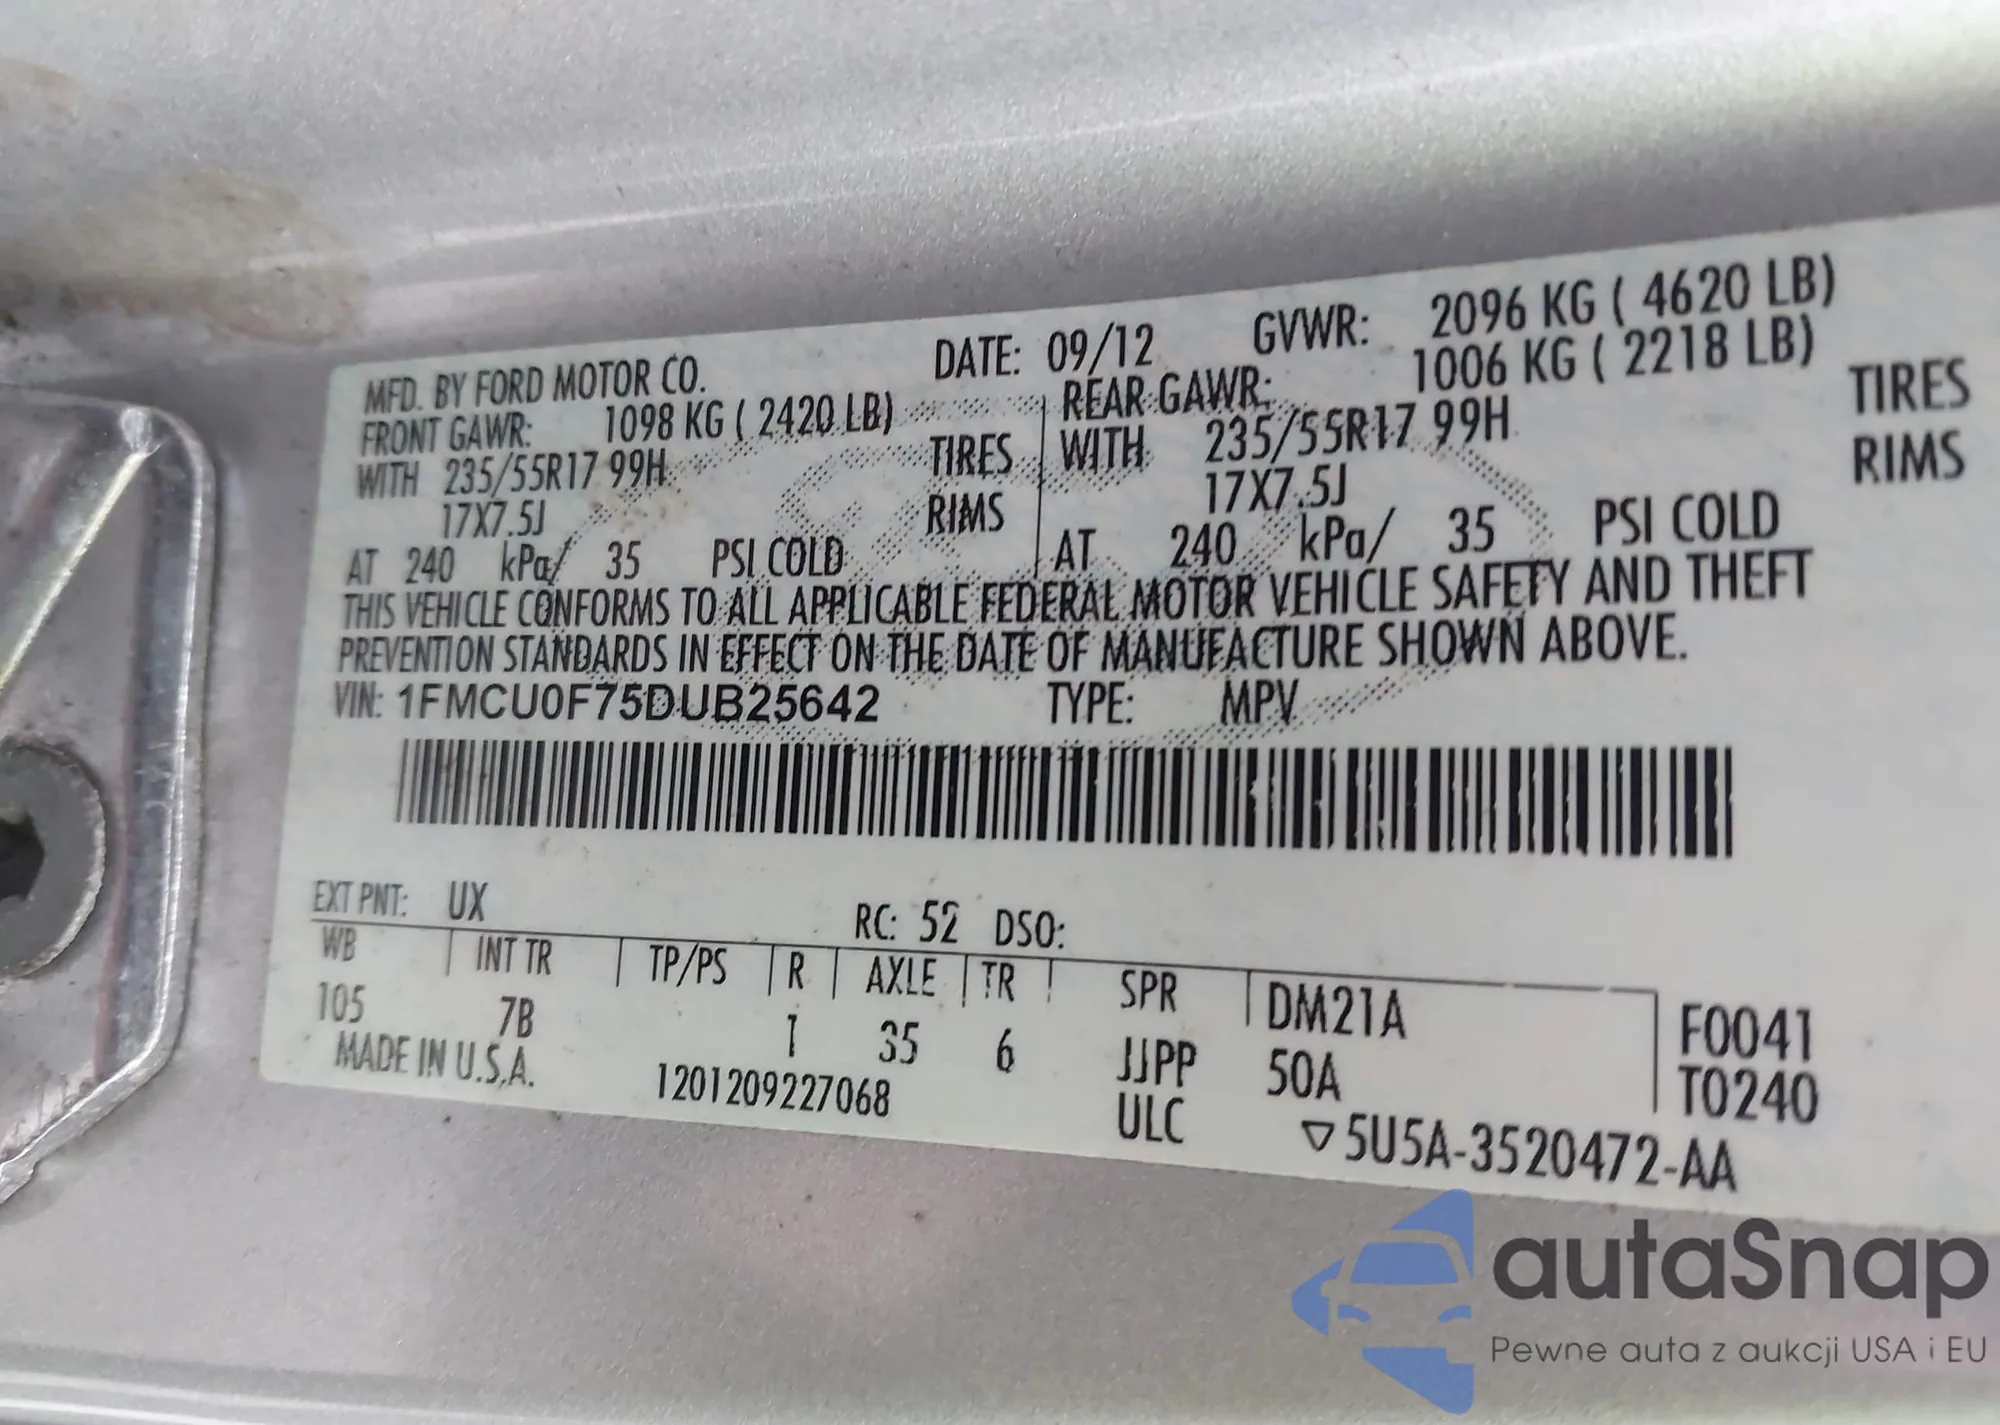 MFD. BY FORD MOTOR CO. DATE: 09/12 GVWR: 2096 KG ( 4620 LB)
FRONT GAWR: 1098 KG ( 2420 LB) REAR GAWR: 1006 KG ( 2218 LB)
WITH 235/55R17 99H TIRES WITH 235/55R17 99H TIRES
17X7.5J RIMS 17X7.5J RIMS
AT 240 kPa/ 35 PSI COLD AT 240 kPa/ 35 PSI COLD
THIS VEHICLE CONFORMS TO ALL APPLICABLE FEDERAL MOTOR VEHICLE SAFETY AND THEFT
PREVENTION STANDARDS IN EFFECT ON THE DATE OF MANUFACTURE SHOWN ABOVE.
VIN: 1FMCU0F75DUB25642 TYPE: MPV
EXT PNT: UX RC: 52 DSO:
WB INT TR TP/PS R AXLE TR SPR DM21A F0041
105 7B 1 35 6 JJPP 50A T0240
MADE IN U.S.A. 1201209227068 ULC ▽5U5A-3520472-AA
autaSnap
Pewne auta z aukcji USA i EU